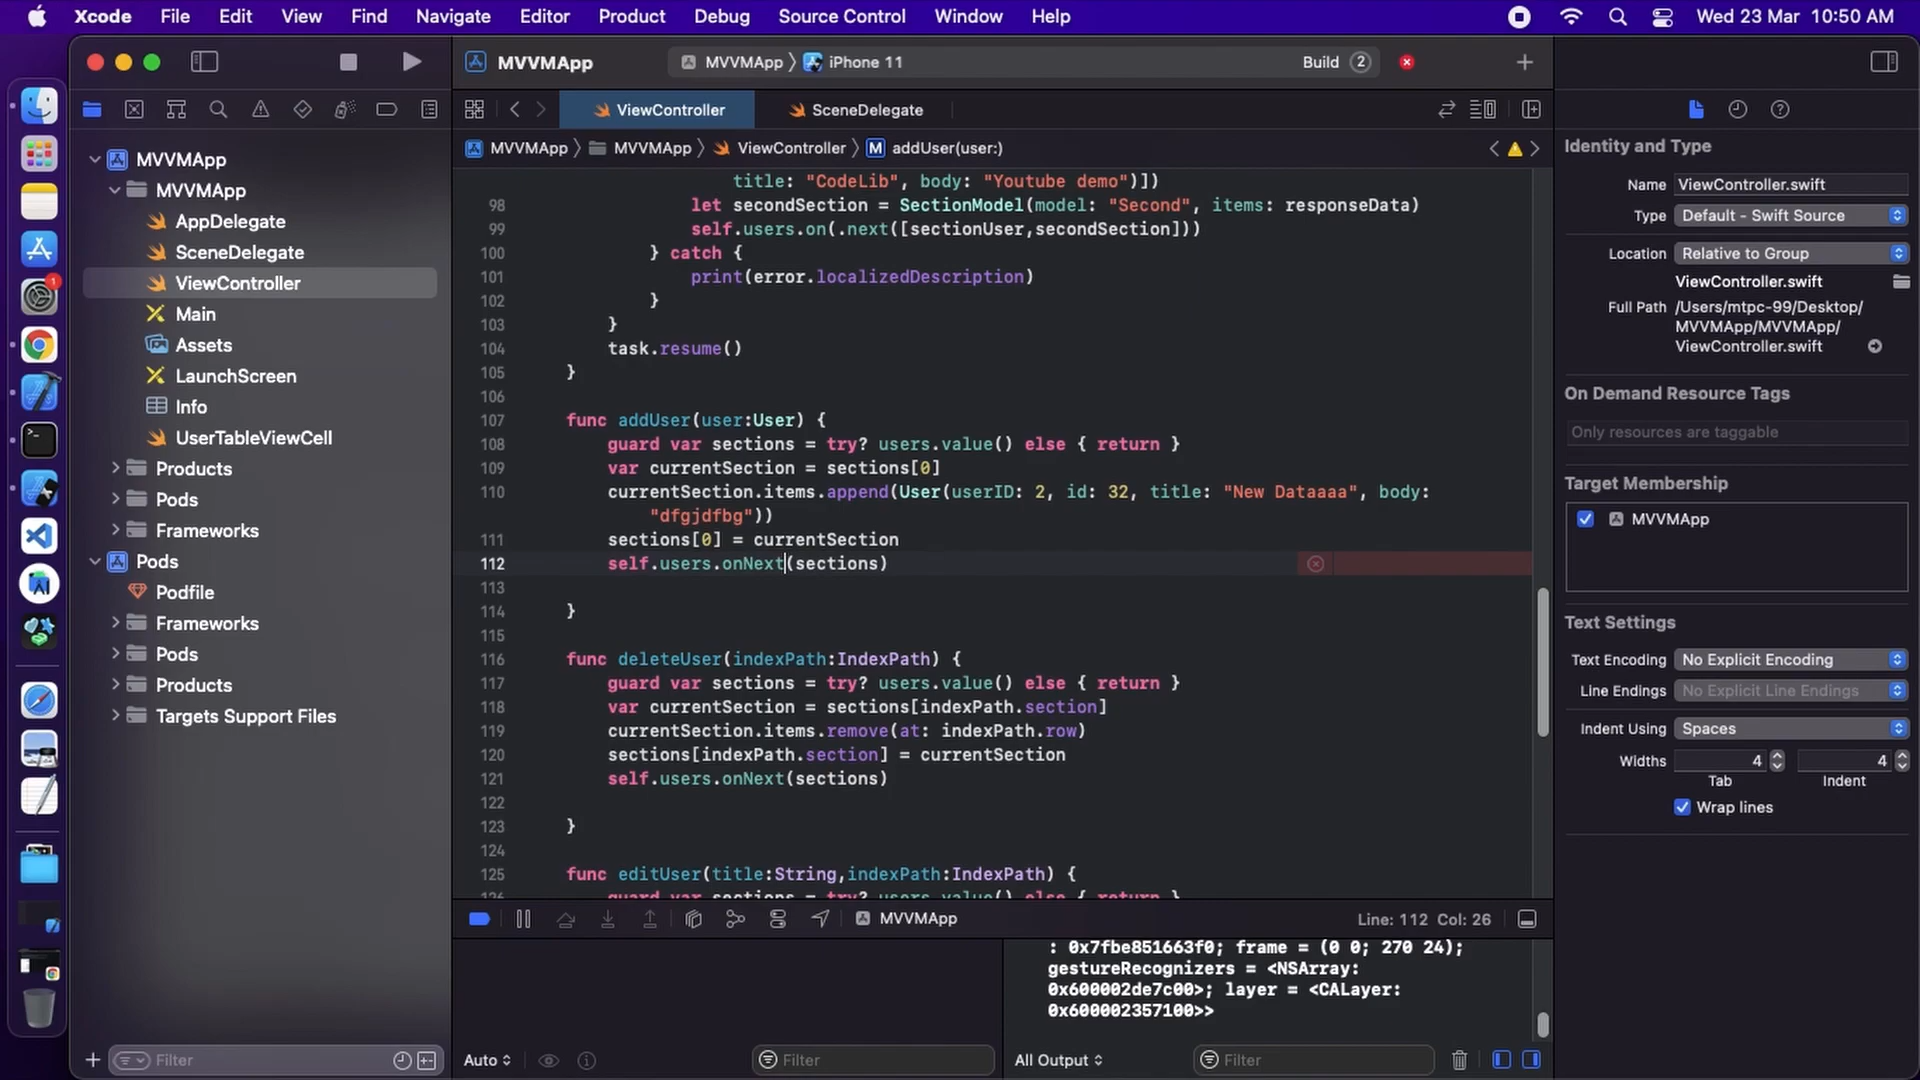 Xcode File Edit View Find Navigate Editor Product Debug Source Control Window Help Wed 23 Mar 10:50 AM
MVVMApp MVVMApp iPhone 11 Build 2
ViewController SceneDelegate
MVVMApp MVVMApp ViewController M addUser(user:)
MVVMApp
MVVMApp
AppDelegate
SceneDelegate
ViewController
Main
Assets
LaunchScreen
Info
UserTableViewCell
Products
Pods
Frameworks
Pods
Podfile
Frameworks
Pods
Products
Targets Support Files
Filter
1
title: "CodeLib", body: "Youtube demo")])
98 let secondSection = SectionModel(model: "Second", items: responseData)
99 self.users.on(.next([sectionUser,secondSection]))
100 } catch {
101 print(error.localizedDescription)
102 }
103 }
104 task.resume()
105 }
106
107 func addUser(user:User) {
108 guard var sections = try? users.value() else { return }
109 var currentSection = sections[0]
110 currentSection.items.append(User(userID: 2, id: 32, title: "New Dataaaa", body:
"dfgjdfbg"))
111 sections[0] = currentSection
112 self.users.onNext(sections)
113
114 }
115
116 func deleteUser(indexPath:IndexPath) {
117 guard var sections = try? users.value() else { return }
118 var currentSection = sections[indexPath.section]
119 currentSection.items.remove(at: indexPath.row)
120 sections[indexPath.section] = currentSection
121 self.users.onNext(sections)
122
123 }
124
125 func editUser(title:String,indexPath:IndexPath) {
126 guard var sections = try? users.value() else { return }
MVVMApp Line: 112 Col: 26
: 0x7fbe851663f0; frame = (0 0; 270 24);
gestureRecognizers = <NSArray:
0x600002de7c00>; layer = <CALayer:
0x600002357100>>
Auto Filter All Output Filter
Identity and Type
Name ViewController.swift
Type Default - Swift Source
Location Relative to Group
ViewController.swift
Full Path /Users/mtpc-99/Desktop/
MVVMApp/MVVMApp/
ViewController.swift
On Demand Resource Tags
Only resources are taggable
Target Membership
MVVMApp
Text Settings
Text Encoding No Explicit Encoding
Line Endings No Explicit Line Endings
Indent Using Spaces
Widths 4 4
Tab Indent
Wrap lines